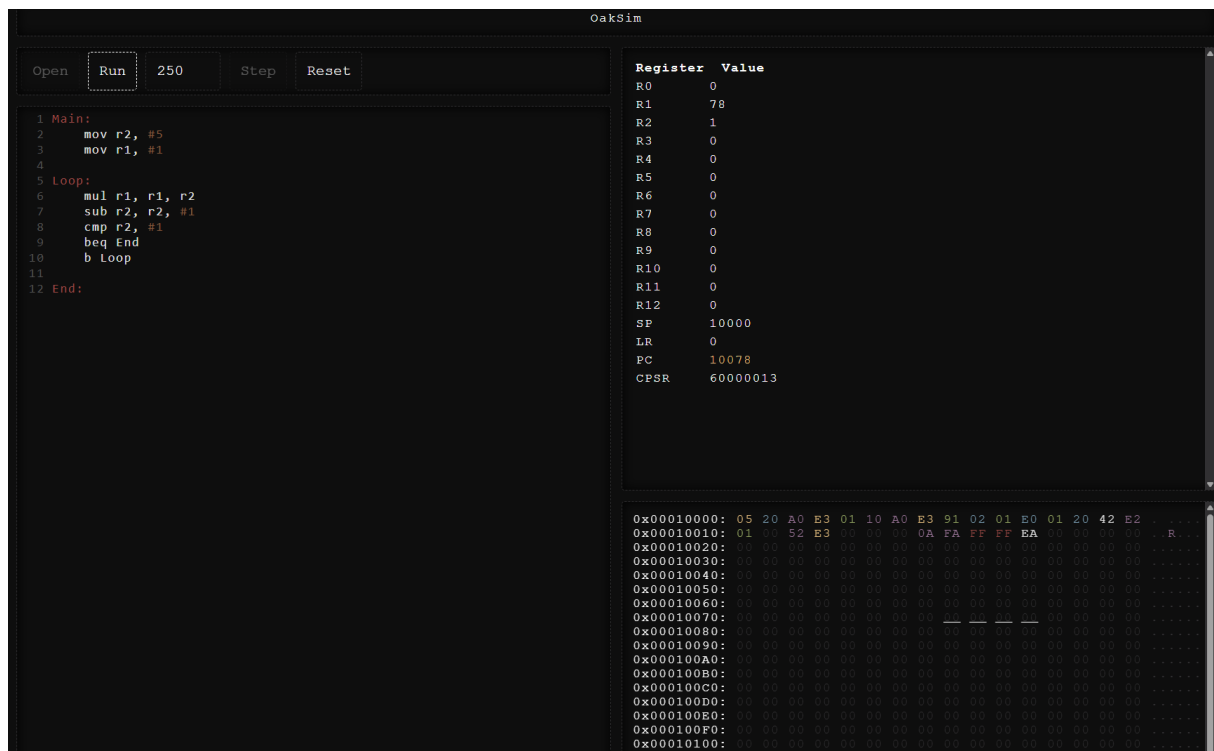 OakSim
Open Run 250 Step Reset
1 Main:
2 mov r2, #5
3 mov r1, #1
4
5 Loop:
6 mul r1, r1, r2
7 sub r2, r2, #1
8 cmp r2, #1
9 beq End
10 b Loop
11
12 End:
Register Value
R0 0
R1 78
R2 1
R3 0
R4 0
R5 0
R6 0
R7 0
R8 0
R9 0
R10 0
R11 0
R12 0
SP 10000
LR 0
PC 10078
CPSR 60000013
0x00010000: 05 20 A0 E3 01 10 A0 E3 91 02 01 E0 01 20 42 E2 ......
0x00010010: 01 00 52 E3 00 00 00 0A FA FF FF EA 00 00 00 00 ..R...
0x00010020: 00 00 00 00 00 00 00 00 00 00 00 00 00 00 00 00 ......
0x00010030: 00 00 00 00 00 00 00 00 00 00 00 00 00 00 00 00 ......
0x00010040: 00 00 00 00 00 00 00 00 00 00 00 00 00 00 00 00 ......
0x00010050: 00 00 00 00 00 00 00 00 00 00 00 00 00 00 00 00 ......
0x00010060: 00 00 00 00 00 00 00 00 00 00 00 00 00 00 00 00 ......
0x00010070: 00 00 00 00 00 00 00 00 00 00 00 00 00 00 00 00 ......
0x00010080: 00 00 00 00 00 00 00 00 00 00 00 00 00 00 00 00 ......
0x00010090: 00 00 00 00 00 00 00 00 00 00 00 00 00 00 00 00 ......
0x000100A0: 00 00 00 00 00 00 00 00 00 00 00 00 00 00 00 00 ......
0x000100B0: 00 00 00 00 00 00 00 00 00 00 00 00 00 00 00 00 ......
0x000100C0: 00 00 00 00 00 00 00 00 00 00 00 00 00 00 00 00 ......
0x000100D0: 00 00 00 00 00 00 00 00 00 00 00 00 00 00 00 00 ......
0x000100E0: 00 00 00 00 00 00 00 00 00 00 00 00 00 00 00 00 ......
0x000100F0: 00 00 00 00 00 00 00 00 00 00 00 00 00 00 00 00 ......
0x00010100: 00 00 00 00 00 00 00 00 00 00 00 00 00 00 00 00 ......